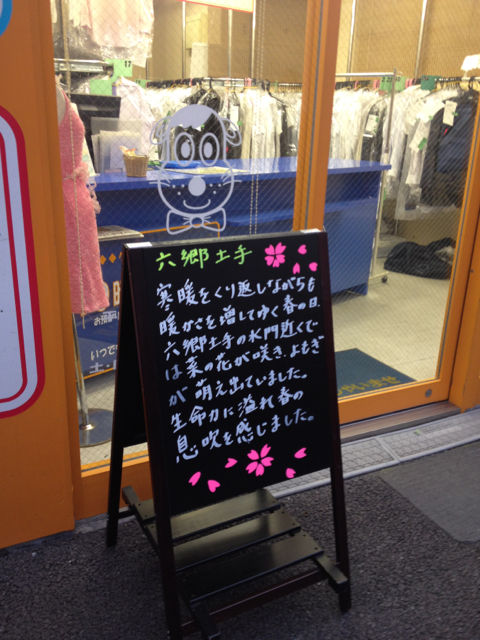 六郷土手
寒暖をくり返しながらも
暖かさを増してゆく春の日。
六郷土手の水門近くで
は菜の花が咲き、よもぎ
が萌え出ていました。
生命力に溢れ春の
息吹を感じました。
17